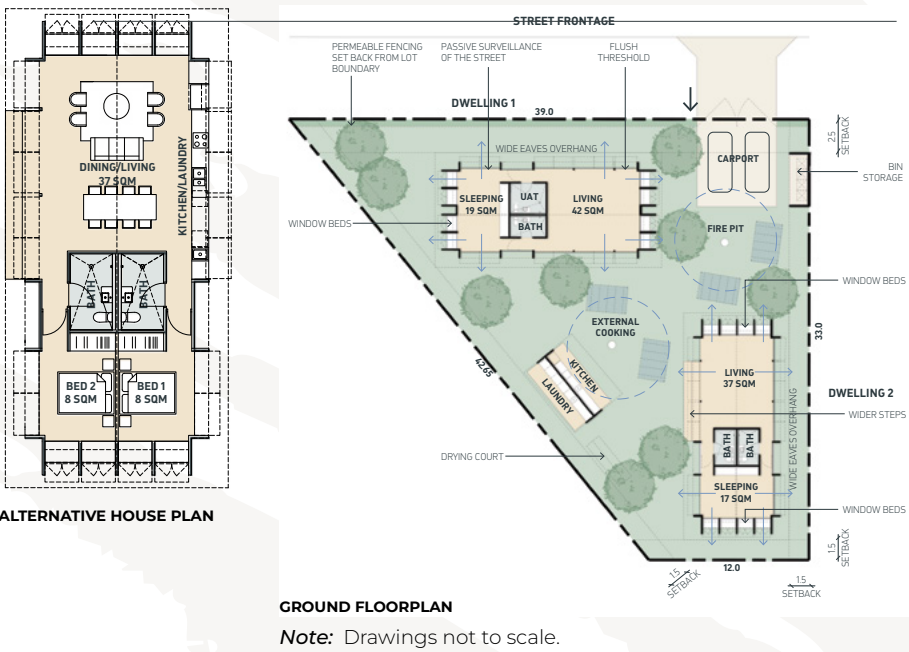 STREET FRONTAGE
PERMEABLE FENCING
SET BACK FROM LOT
BOUNDARY
PASSIVE SURVEILLANCE
OF THE STREET
FLUSH
THRESHOLD
DWELLING 1
39.0
2.5
SETBACK
WIDE EAVES OVERHANG
CARPORT
BIN
STORAGE
SLEEPING
19 SQM
UAT
BATH
LIVING
42 SQM
WINDOW BEDS
FIRE PIT
WINDOW BEDS
EXTERNAL
COOKING
33.0
42.65
KITCHEN
LAUNDRY
LIVING
37 SQM
DWELLING 2
WIDER STEPS
WIDE EAVES OVERHANG
BATH
BATH
DRYING COURT
SLEEPING
17 SQM
WINDOW BEDS
1.5
SETBACK
12.0
1.5
SETBACK
1.5
SETBACK
DINING/LIVING
37 SQM
KITCHEN/LAUNDRY
BATH
BATH
BED 2
8 SQM
BED 1
8 SQM
ALTERNATIVE HOUSE PLAN
GROUND FLOORPLAN
Note: Drawings not to scale.